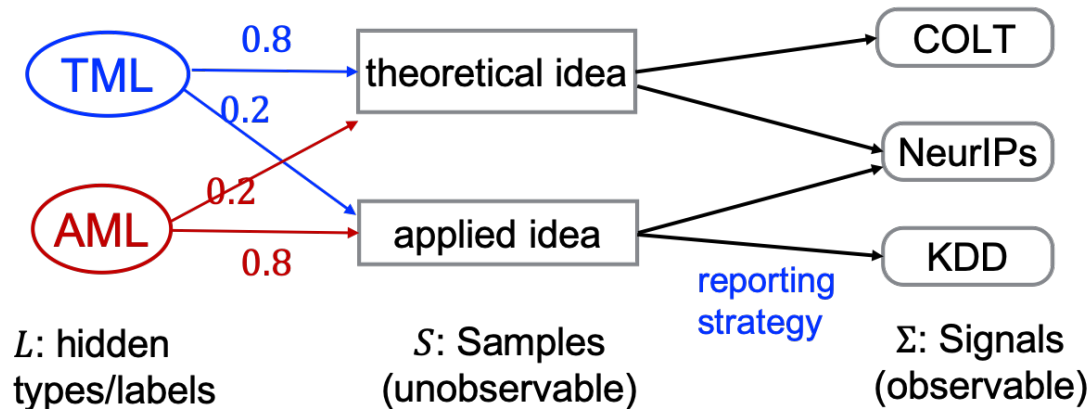 TML
0.8
theoretical idea
COLT
0.2
NeurIPs
AML
0.2
applied idea
KDD
0.8
reporting
strategy
L: hidden
types/labels
S: Samples
(unobservable)
Σ: Signals
(observable)